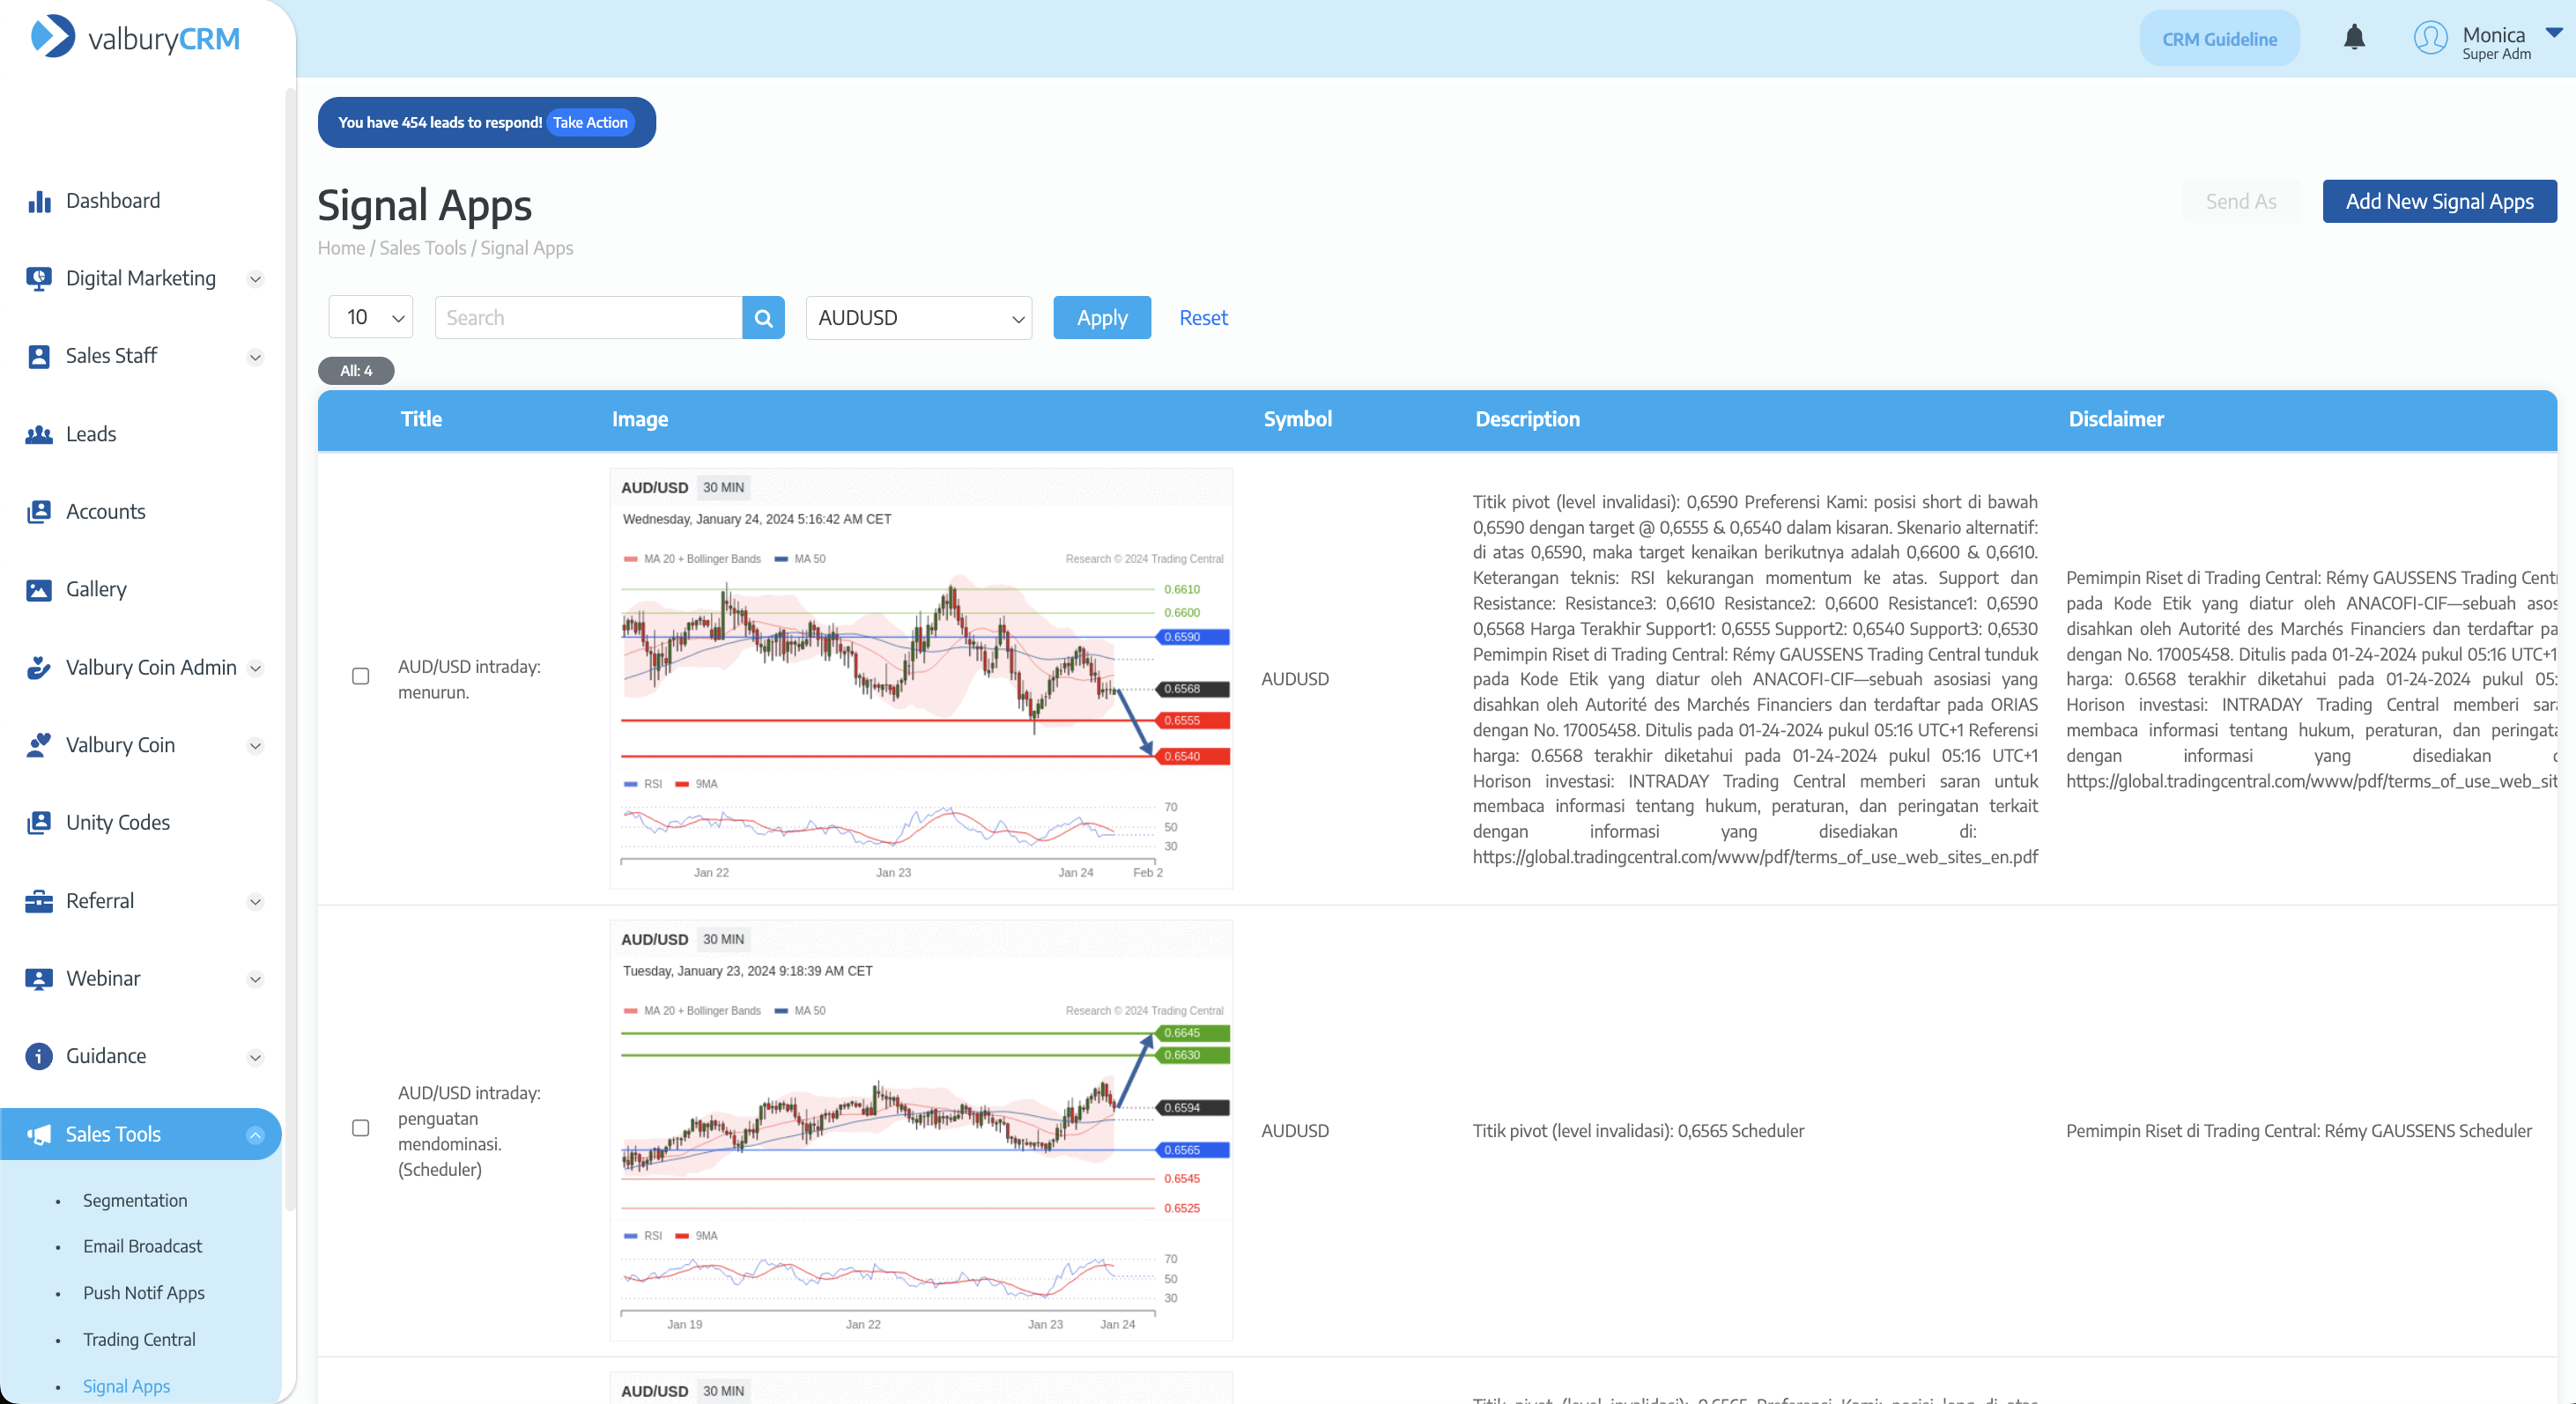 valburyCRM
CRM Guideline
Monica
Super Adm
You have 454 leads to respond! Take Action
Signal Apps
Send As
Add New Signal Apps
Home / Sales Tools / Signal Apps
10
Search
AUDUSD
Apply
Reset
All: 4
Dashboard
Digital Marketing
Sales Staff
Leads
Accounts
Gallery
Valbury Coin Admin
Valbury Coin
Unity Codes
Referral
Webinar
Guidance
Sales Tools
• Segmentation
• Email Broadcast
• Push Notif Apps
• Trading Central
• Signal Apps
Title Image Symbol Description Disclaimer
AUD/USD intraday:
menurun.
AUD/USD 30 MIN
Wednesday, January 24, 2024 5:16:42 AM CET
MA 20 + Bollinger Bands MA 50 Research © 2024 Trading Central
0.6610
0.6600
0.6590
0.6568
0.6555
0.6540
RSI 9MA
70
50
30
Jan 22 Jan 23 Jan 24 Feb 2
AUDUSD
Titik pivot (level invalidasi): 0,6590 Preferensi Kami: posisi short di bawah
0,6590 dengan target @ 0,6555 & 0,6540 dalam kisaran. Skenario alternatif:
di atas 0,6590, maka target kenaikan berikutnya adalah 0,6600 & 0,6610.
Keterangan teknis: RSI kekurangan momentum ke atas. Support dan
Resistance: Resistance3: 0,6610 Resistance2: 0,6600 Resistance1: 0,6590
0,6568 Harga Terakhir Support1: 0,6555 Support2: 0,6540 Support3: 0,6530
Pemimpin Riset di Trading Central: Rémy GAUSSENS Trading Central tunduk
pada Kode Etik yang diatur oleh ANACOFI-CIF—sebuah asosiasi yang
disahkan oleh Autorité des Marchés Financiers dan terdaftar pada ORIAS
dengan No. 17005458. Ditulis pada 01-24-2024 pukul 05:16 UTC+1 Referensi
harga: 0.6568 terakhir diketahui pada 01-24-2024 pukul 05:16 UTC+1
Horison investasi: INTRADAY Trading Central memberi saran untuk
membaca informasi tentang hukum, peraturan, dan peringatan terkait
dengan informasi yang disediakan di:
https://global.tradingcentral.com/www/pdf/terms_of_use_web_sites_en.pdf
Pemimpin Riset di Trading Central: Rémy GAUSSENS Trading Cent
pada Kode Etik yang diatur oleh ANACOFI-CIF—sebuah asos
disahkan oleh Autorité des Marchés Financiers dan terdaftar pa
dengan No. 17005458. Ditulis pada 01-24-2024 pukul 05:16 UTC+1
harga: 0.6568 terakhir diketahui pada 01-24-2024 pukul 05:
Horison investasi: INTRADAY Trading Central memberi sar
membaca informasi tentang hukum, peraturan, dan peringata
dengan informasi yang disediakan
https://global.tradingcentral.com/www/pdf/terms_of_use_web_sit
AUD/USD intraday:
penguatan
mendominasi.
(Scheduler)
AUD/USD 30 MIN
Tuesday, January 23, 2024 9:18:39 AM CET
MA 20 + Bollinger Bands MA 50 Research © 2024 Trading Central
0.6645
0.6630
0.6594
0.6565
0.6545
0.6525
RSI 9MA
70
50
30
Jan 19 Jan 22 Jan 23 Jan 24
AUDUSD
Titik pivot (level invalidasi): 0,6565 Scheduler
Pemimpin Riset di Trading Central: Rémy GAUSSENS Scheduler
AUD/USD 30 MIN
Titik pivot (level invalidasi): 0,6565 Preferensi Kami: posisi long di atas